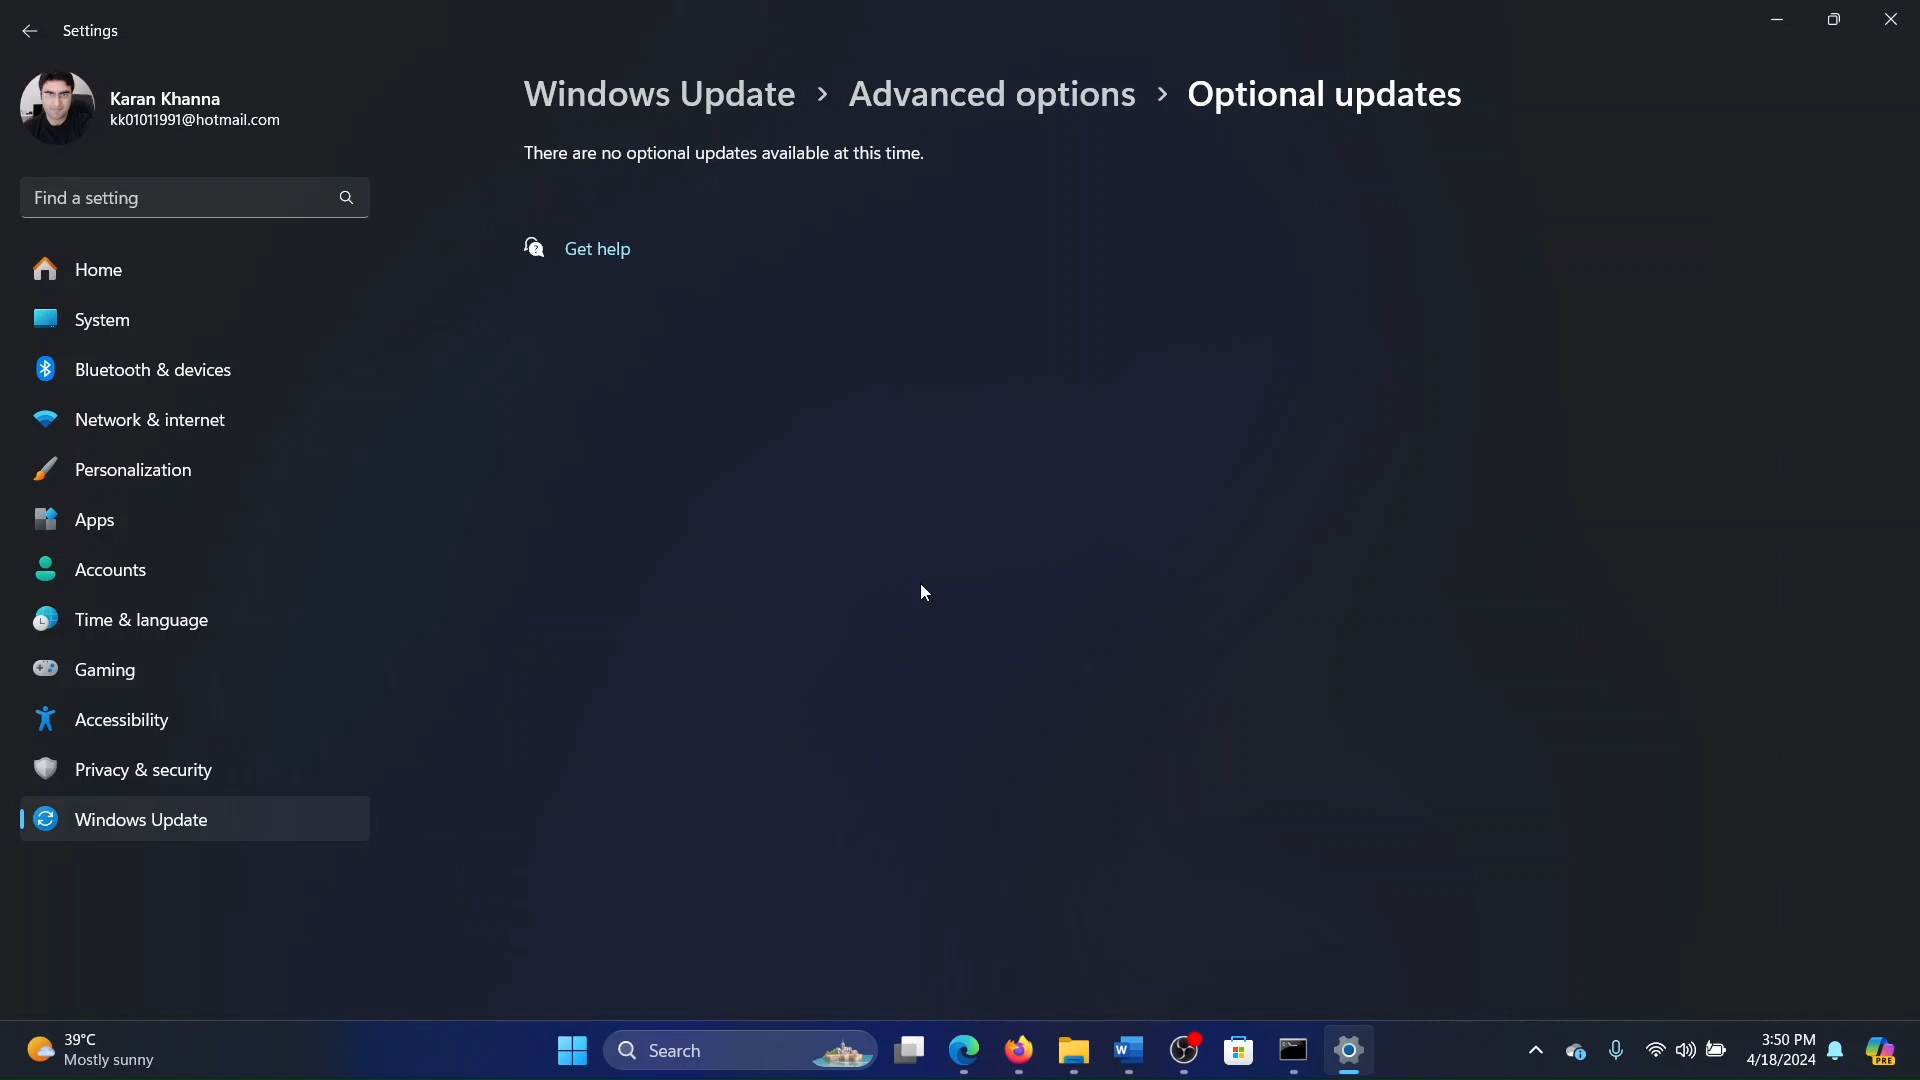 Settings
Karan Khanna
kk01011991@hotmail.com
Find a setting
Home
System
Bluetooth & devices
Network & internet
Personalization
Apps
Accounts
Time & language
Gaming
Accessibility
Privacy & security
Windows Update
Windows Update > Advanced options > Optional updates
There are no optional updates available at this time.
Get help
39°C
Mostly sunny
Search
3:50 PM
4/18/2024
PRE